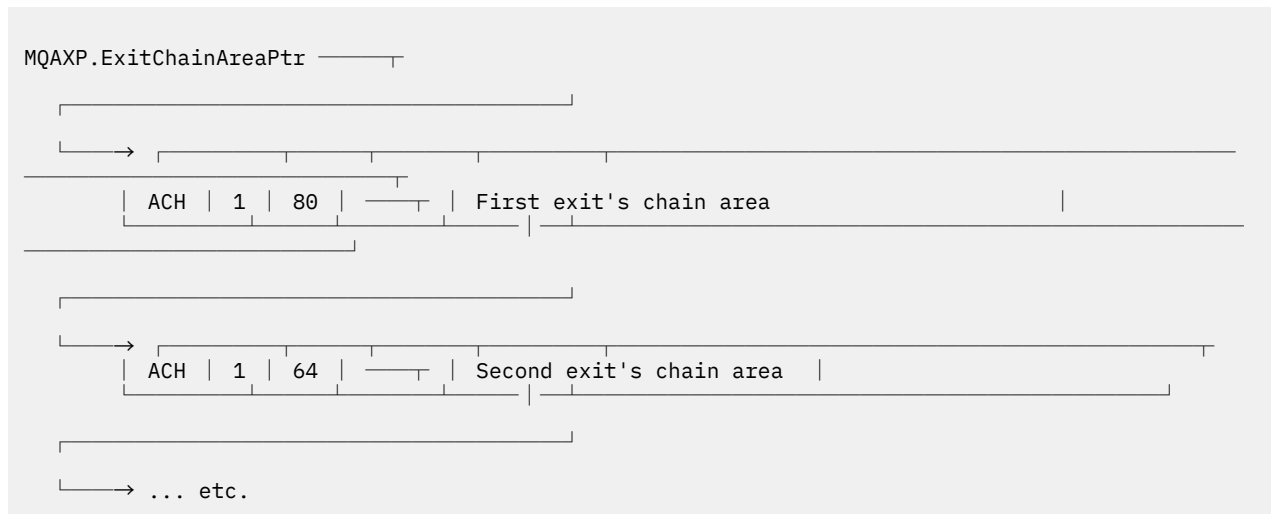 MQAXP.ExitChainAreaPtr
ACH 1 80 First exit's chain area
ACH 1 64 Second exit's chain area
... etc.